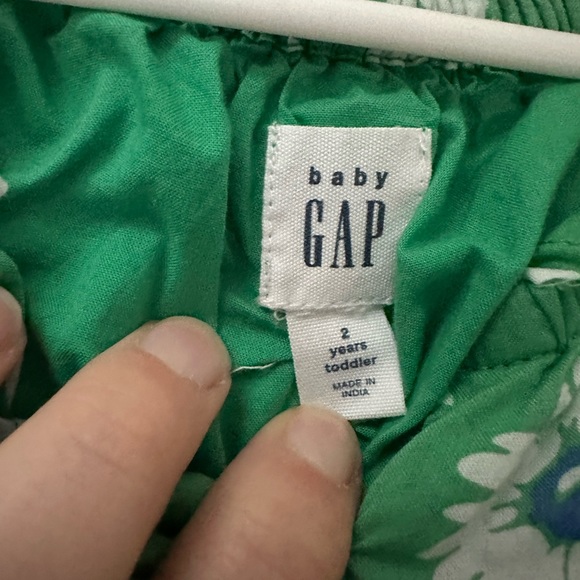 baby
GAP
2
years
toddler
MADE IN
INDIA